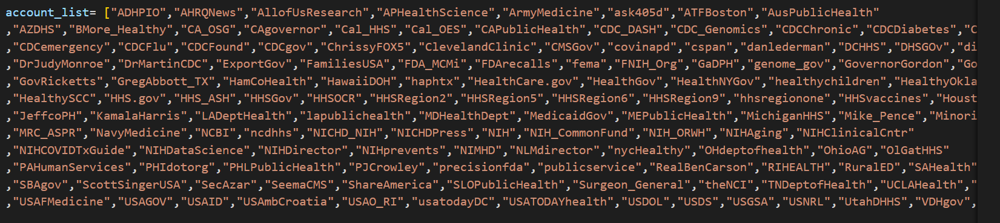 account_list= ["ADHPIO","AHRQNews","AllofUsResearch","APHealthScience","ArmyMedicine","ask405d","ATFBoston","AusPublicHealth"
,"AZDHS","BMore_Healthy","CA_OSG","CAgovernor","Cal_HHS","Cal_OES","CAPublicHealth","CDC_DASH","CDC_Genomics","CDCChronic","CDCDiabetes","C
,"CDCemergency","CDCFlu","CDCFound","CDCgov","ChrissyFOX5","ClevelandClinic","CMSGov","covinapd","cspan","danlederman","DCHHS","DHSGOv","di
,"DrJudyMonroe","DrMartinCDC","ExportGov","FamiliesUSA","FDA_MCMi","FDArecalls","fema","FNIH_Org","GaDPH","genome_gov","GovernorGordon","Go
,"GovRicketts","GregAbbott_TX","HamCoHealth","HawaiiDOH","haphtx","HealthCare.gov","HealthGov","HealthNYGov","healthychildren","HealthyOkla
,"HealthySCC","HHS.gov","HHS_ASH","HHSGov","HHSOCR","HHSRegion2","HHSRegion5","HHSRegion6","HHSRegion9","hhsregionone","HHSvaccines","Houst
,"JeffcoPH","KamalaHarris","LADeptHealth","lapublichealth","MDHealthDept","MedicaidGov","MEPublicHealth","MichiganHHS","Mike_Pence","Minori
,"MRC_ASPR","NavyMedicine","NCBI","ncdhhs","NICHD_NIH","NICHDPress","NIH","NIH_CommonFund","NIH_ORWH","NIHAging","NIHClinicalCntr"
,"NIHCOVIDTxGuide","NIHDataScience","NIHDirector","NIHprevents","NIMHD","NLMdirector","nycHealthy","OHdeptofhealth","OhioAG","OlGatHHS"
,"PAHumanServices","PHIdotorg","PHLPublicHealth","PJCrowley","precisionfda","publicservice","RealBenCarson","RIHEALTH","RuralED","SAHealth"
,"SBAgov","ScottSingerUSA","SecAzar","SeemaCMS","ShareAmerica","SLOPublicHealth","Surgeon_General","theNCI","TNDeptofHealth","UCLAHealth","
,"USAFMedicine","USAGOV","USAID","USAmbCroatia","USAO_RI","usatodayDC","USATODAYhealth","USDOL","USDS","USGSA","USNRL","UtahDHHS","VDHgov",